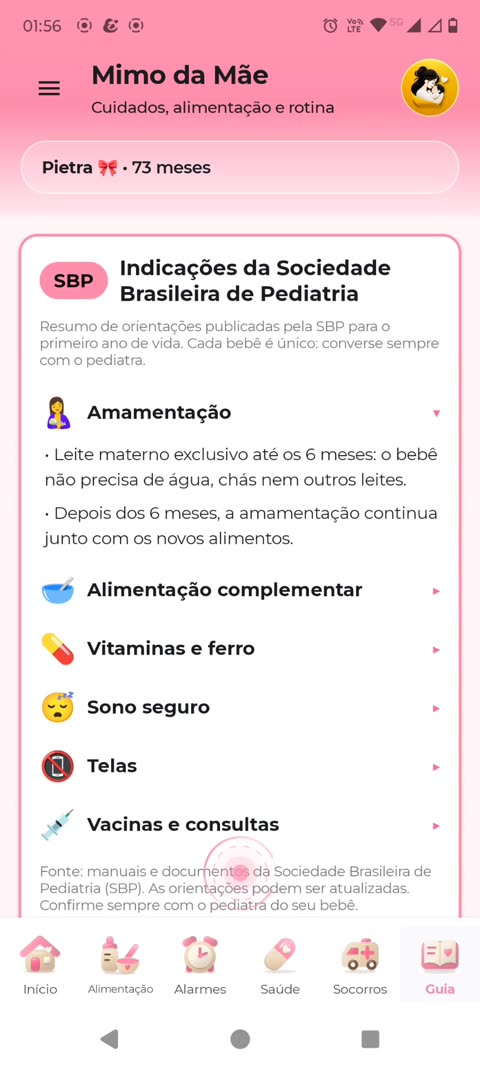 01:56
Vo))
LTE
5G
Mimo da Mãe
Cuidados, alimentação e rotina
Pietra 🎀 • 73 meses
SBP
Indicações da Sociedade
Brasileira de Pediatria
Resumo de orientações publicadas pela SBP para o
primeiro ano de vida. Cada bebê é único: converse sempre
com o pediatra.
Amamentação
• Leite materno exclusivo até os 6 meses: o bebê
não precisa de água, chás nem outros leites.
• Depois dos 6 meses, a amamentação continua
junto com os novos alimentos.
Alimentação complementar
Vitaminas e ferro
Sono seguro
Telas
Vacinas e consultas
Fonte: manuais e documentos da Sociedade Brasileira de
Pediatria (SBP). As orientações podem ser atualizadas.
Confirme sempre com o pediatra do seu bebê.
Início
Alimentação
Alarmes
Saúde
Socorros
Guia